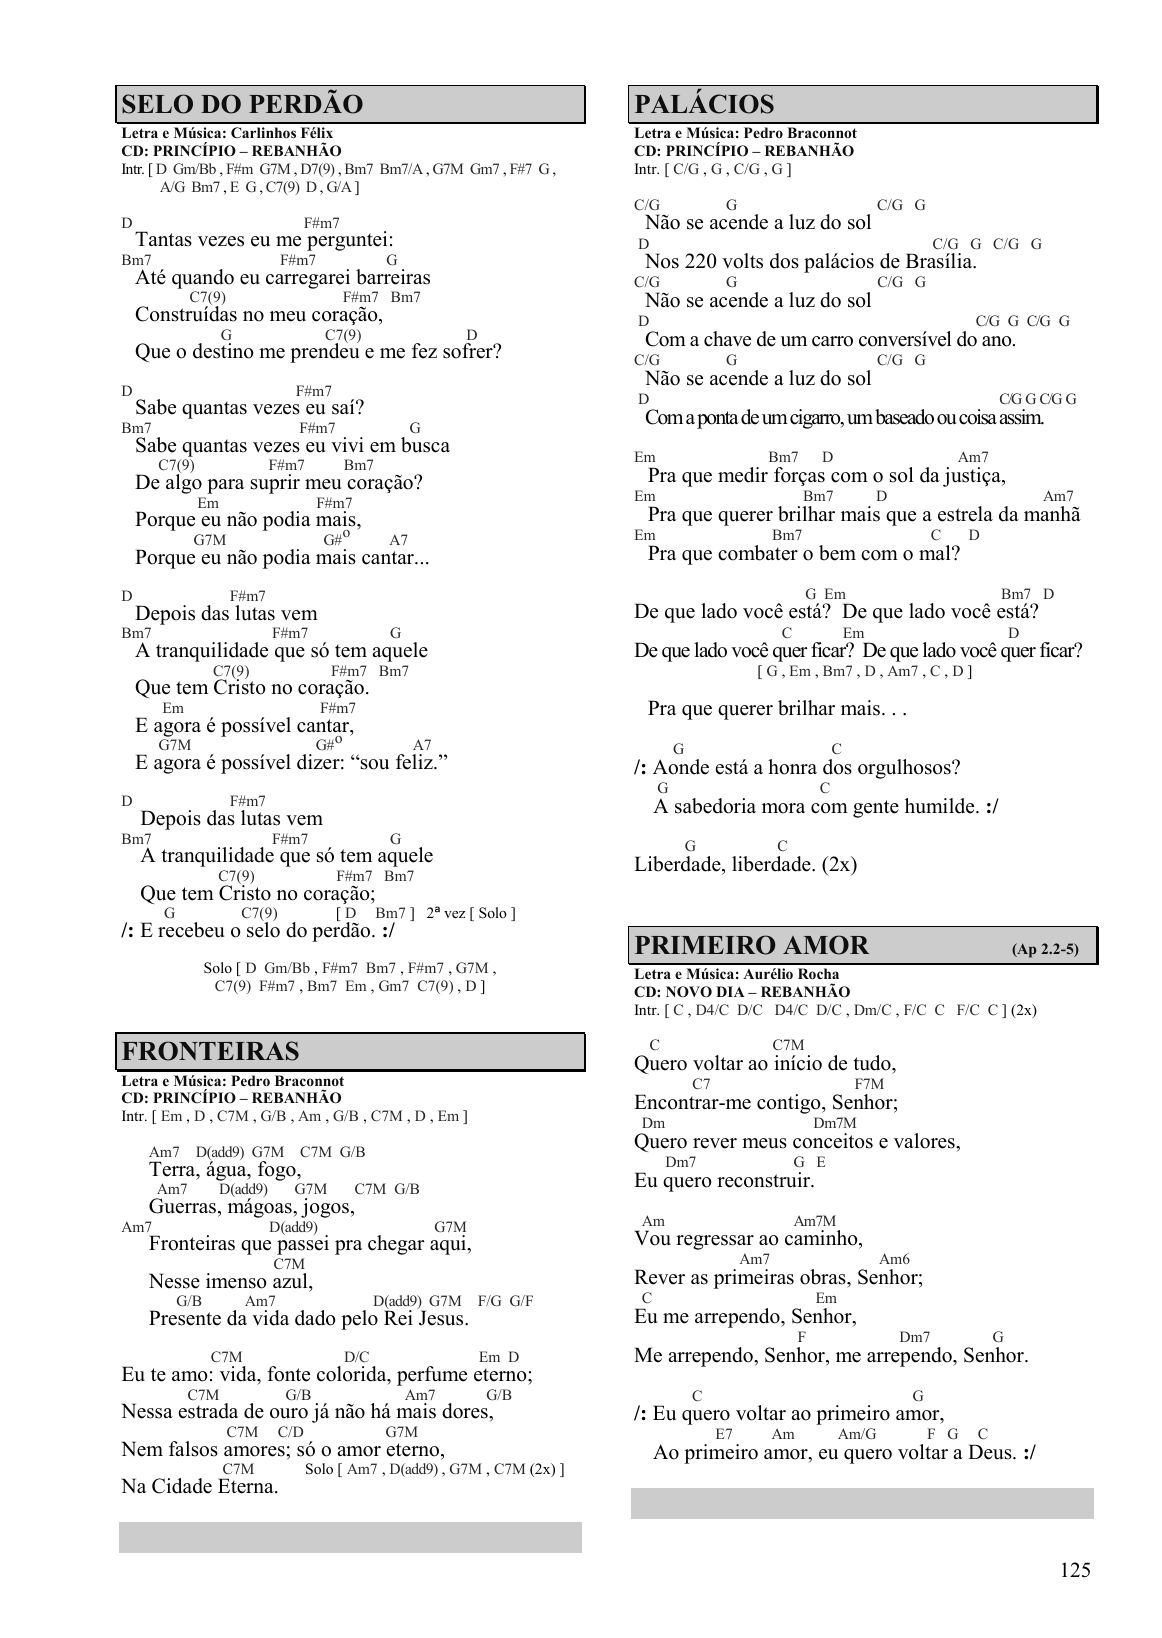 SELO DO PERDÃO
Letra e Música: Carlinhos Félix
CD: PRINCÍPIO – REBANHÃO
Intr. [ D Gm/Bb , F#m G7M , D7(9) , Bm7 Bm7/A , G7M Gm7 , F#7 G ,
A/G Bm7 , E G , C7(9) D , G/A ]
D F#m7
Tantas vezes eu me perguntei:
Bm7 F#m7 G
Até quando eu carregarei barreiras
C7(9) F#m7 Bm7
Construídas no meu coração,
G C7(9) D
Que o destino me prendeu e me fez sofrer?
D F#m7
Sabe quantas vezes eu saí?
Bm7 F#m7 G
Sabe quantas vezes eu vivi em busca
C7(9) F#m7 Bm7
De algo para suprir meu coração?
Em F#m7
Porque eu não podia mais,
G7M G#º A7
Porque eu não podia mais cantar...
D F#m7
Depois das lutas vem
Bm7 F#m7 G
A tranquilidade que só tem aquele
C7(9) F#m7 Bm7
Que tem Cristo no coração.
Em F#m7
E agora é possível cantar,
G7M G#º A7
E agora é possível dizer: “sou feliz.”
D F#m7
Depois das lutas vem
Bm7 F#m7 G
A tranquilidade que só tem aquele
C7(9) F#m7 Bm7
Que tem Cristo no coração;
G C7(9) [ D Bm7 ] 2ª vez [ Solo ]
/: E recebeu o selo do perdão. :/
Solo [ D Gm/Bb , F#m7 Bm7 , F#m7 , G7M ,
C7(9) F#m7 , Bm7 Em , Gm7 C7(9) , D ]
FRONTEIRAS
Letra e Música: Pedro Braconnot
CD: PRINCÍPIO – REBANHÃO
Intr. [ Em , D , C7M , G/B , Am , G/B , C7M , D , Em ]
Am7 D(add9) G7M C7M G/B
Terra, água, fogo,
Am7 D(add9) G7M C7M G/B
Guerras, mágoas, jogos,
Am7 D(add9) G7M
Fronteiras que passei pra chegar aqui,
C7M
Nesse imenso azul,
G/B Am7 D(add9) G7M F/G G/F
Presente da vida dado pelo Rei Jesus.
C7M D/C Em D
Eu te amo: vida, fonte colorida, perfume eterno;
C7M G/B Am7 G/B
Nessa estrada de ouro já não há mais dores,
C7M C/D G7M
Nem falsos amores; só o amor eterno,
C7M Solo [ Am7 , D(add9) , G7M , C7M (2x) ]
Na Cidade Eterna.
PALÁCIOS
Letra e Música: Pedro Braconnot
CD: PRINCÍPIO – REBANHÃO
Intr. [ C/G , G , C/G , G ]
C/G G C/G G
Não se acende a luz do sol
D C/G G C/G G
Nos 220 volts dos palácios de Brasília.
C/G G C/G G
Não se acende a luz do sol
D C/G G C/G G
Com a chave de um carro conversível do ano.
C/G G C/G G
Não se acende a luz do sol
D C/G G C/G G
Com a ponta de um cigarro, um baseado ou coisa assim.
Em Bm7 D Am7
Pra que medir forças com o sol da justiça,
Em Bm7 D Am7
Pra que querer brilhar mais que a estrela da manhã
Em Bm7 C D
Pra que combater o bem com o mal?
G Em Bm7 D
De que lado você está? De que lado você está?
C Em D
De que lado você quer ficar? De que lado você quer ficar?
[ G , Em , Bm7 , D , Am7 , C , D ]
Pra que querer brilhar mais. . .
G C
/: Aonde está a honra dos orgulhosos?
G C
A sabedoria mora com gente humilde. :/
G C
Liberdade, liberdade. (2x)
PRIMEIRO AMOR (Ap 2.2-5)
Letra e Música: Aurélio Rocha
CD: NOVO DIA – REBANHÃO
Intr. [ C , D4/C D/C D4/C D/C , Dm/C , F/C C F/C C ] (2x)
C C7M
Quero voltar ao início de tudo,
C7 F7M
Encontrar-me contigo, Senhor;
Dm Dm7M
Quero rever meus conceitos e valores,
Dm7 G E
Eu quero reconstruir.
Am Am7M
Vou regressar ao caminho,
Am7 Am6
Rever as primeiras obras, Senhor;
C Em
Eu me arrependo, Senhor,
F Dm7 G
Me arrependo, Senhor, me arrependo, Senhor.
C G
/: Eu quero voltar ao primeiro amor,
E7 Am Am/G F G C
Ao primeiro amor, eu quero voltar a Deus. :/
125